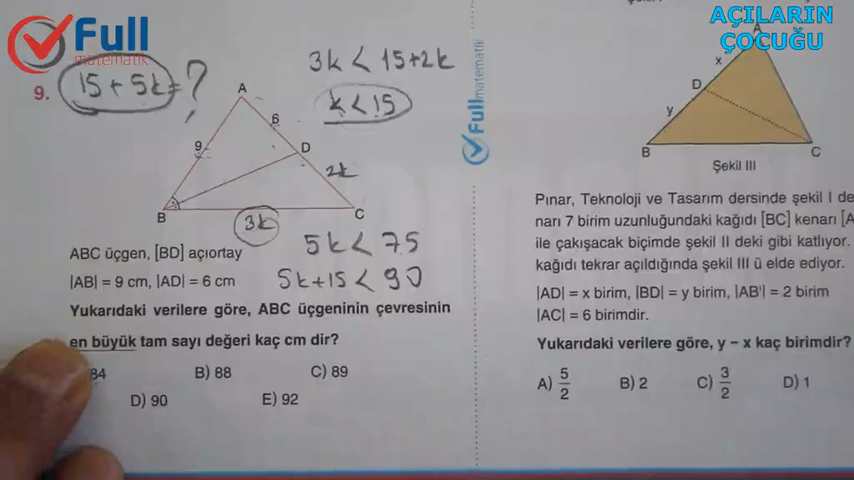 Full
matematik
15 + 5k = ?
3k < 15+2k
k < 15
9.
A
6
9
D
2k
B
3k
C
5k < 75
5k+15 < 90
ABC üçgen, [BD] açıortay
|AB| = 9 cm, |AD| = 6 cm
Yukarıdaki verilere göre, ABC üçgeninin çevresinin
en büyük tam sayı değeri kaç cm dir?
84
B) 88
C) 89
D) 90
E) 92
Full matematik
AÇILARIN
ÇOCUĞU
A
x
D
y
B
C
Şekil III
Pınar, Teknoloji ve Tasarım dersinde şekil I de
narı 7 birim uzunluğundaki kağıdı [BC] kenarı [A
ile çakışacak biçimde şekil II deki gibi katlıyor.
kağıdı tekrar açıldığında şekil III ü elde ediyor.
|AD| = x birim, |BD| = y birim, |AB'| = 2 birim
|AC| = 6 birimdir.
Yukarıdaki verilere göre, y – x kaç birimdir?
A) 5/2
B) 2
C) 3/2
D) 1